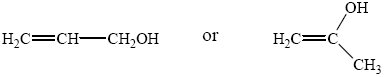 H₂C=CH—CH₂OH or H₂C=C
OH
CH₃